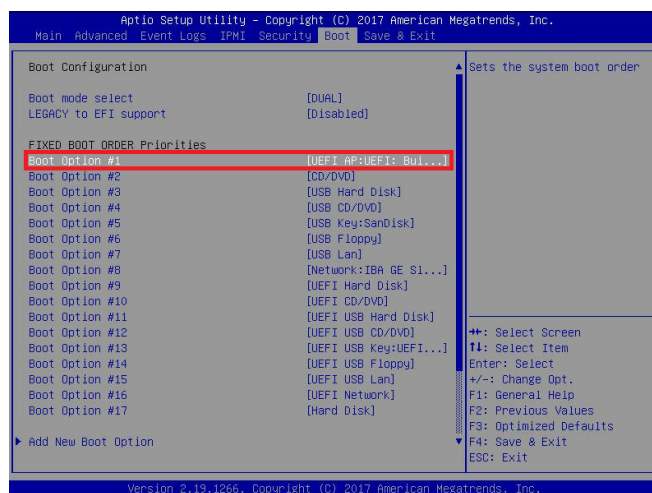 Aptio Setup Utility – Copyright (C) 2017 American Megatrends, Inc.
Main Advanced Event Logs IPMI Security Boot Save & Exit
Boot Configuration
Boot mode select [DUAL]
LEGACY to EFI support [Disabled]
FIXED BOOT ORDER Priorities
Boot Option #1 [UEFI AP:UEFI: Bui...]
Boot Option #2 [CD/DVD]
Boot Option #3 [USB Hard Disk]
Boot Option #4 [USB CD/DVD]
Boot Option #5 [USB Key:SanDisk]
Boot Option #6 [USB Floppy]
Boot Option #7 [USB Lan]
Boot Option #8 [Network:IBA GE Sl...]
Boot Option #9 [UEFI Hard Disk]
Boot Option #10 [UEFI CD/DVD]
Boot Option #11 [UEFI USB Hard Disk]
Boot Option #12 [UEFI USB CD/DVD]
Boot Option #13 [UEFI USB Key:UEFI...]
Boot Option #14 [UEFI USB Floppy]
Boot Option #15 [UEFI USB Lan]
Boot Option #16 [UEFI Network]
Boot Option #17 [Hard Disk]
Add New Boot Option
Sets the system boot order
→←: Select Screen
↑↓: Select Item
Enter: Select
+/-: Change Opt.
F1: General Help
F2: Previous Values
F3: Optimized Defaults
F4: Save & Exit
ESC: Exit
Version 2.19.1266. Copyright (C) 2017 American Megatrends, Inc.